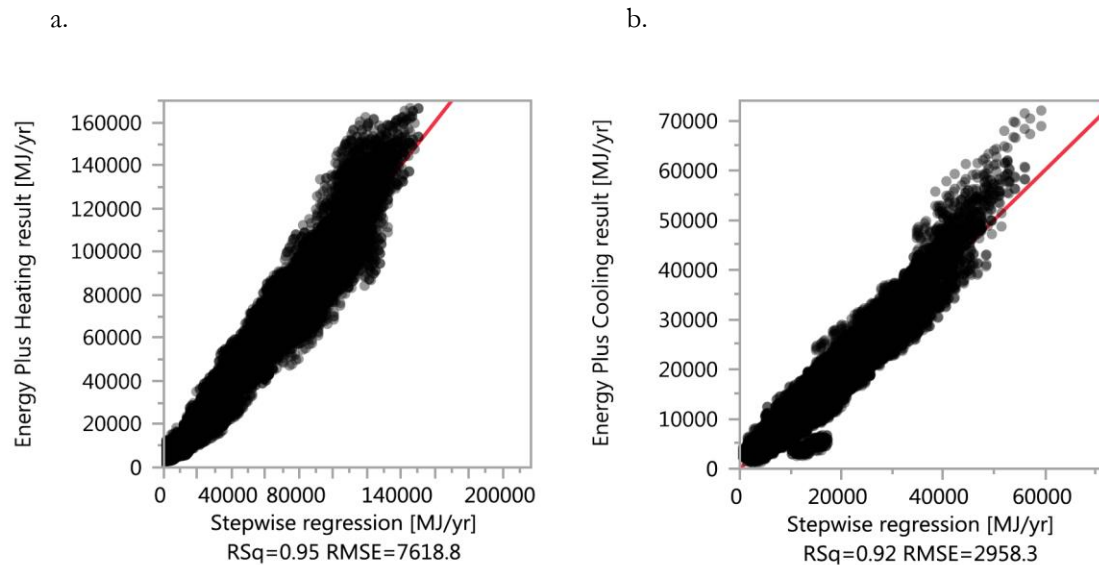 a.
Energy Plus Heating result [MJ/yr]
160000
140000
120000
100000
80000
60000
40000
20000
0
0 40000 80000 140000 200000
Stepwise regression [MJ/yr]
RSq=0.95 RMSE=7618.8
b.
Energy Plus Cooling result [MJ/yr]
70000
60000
50000
40000
30000
20000
10000
0
0 20000 40000 60000
Stepwise regression [MJ/yr]
RSq=0.92 RMSE=2958.3